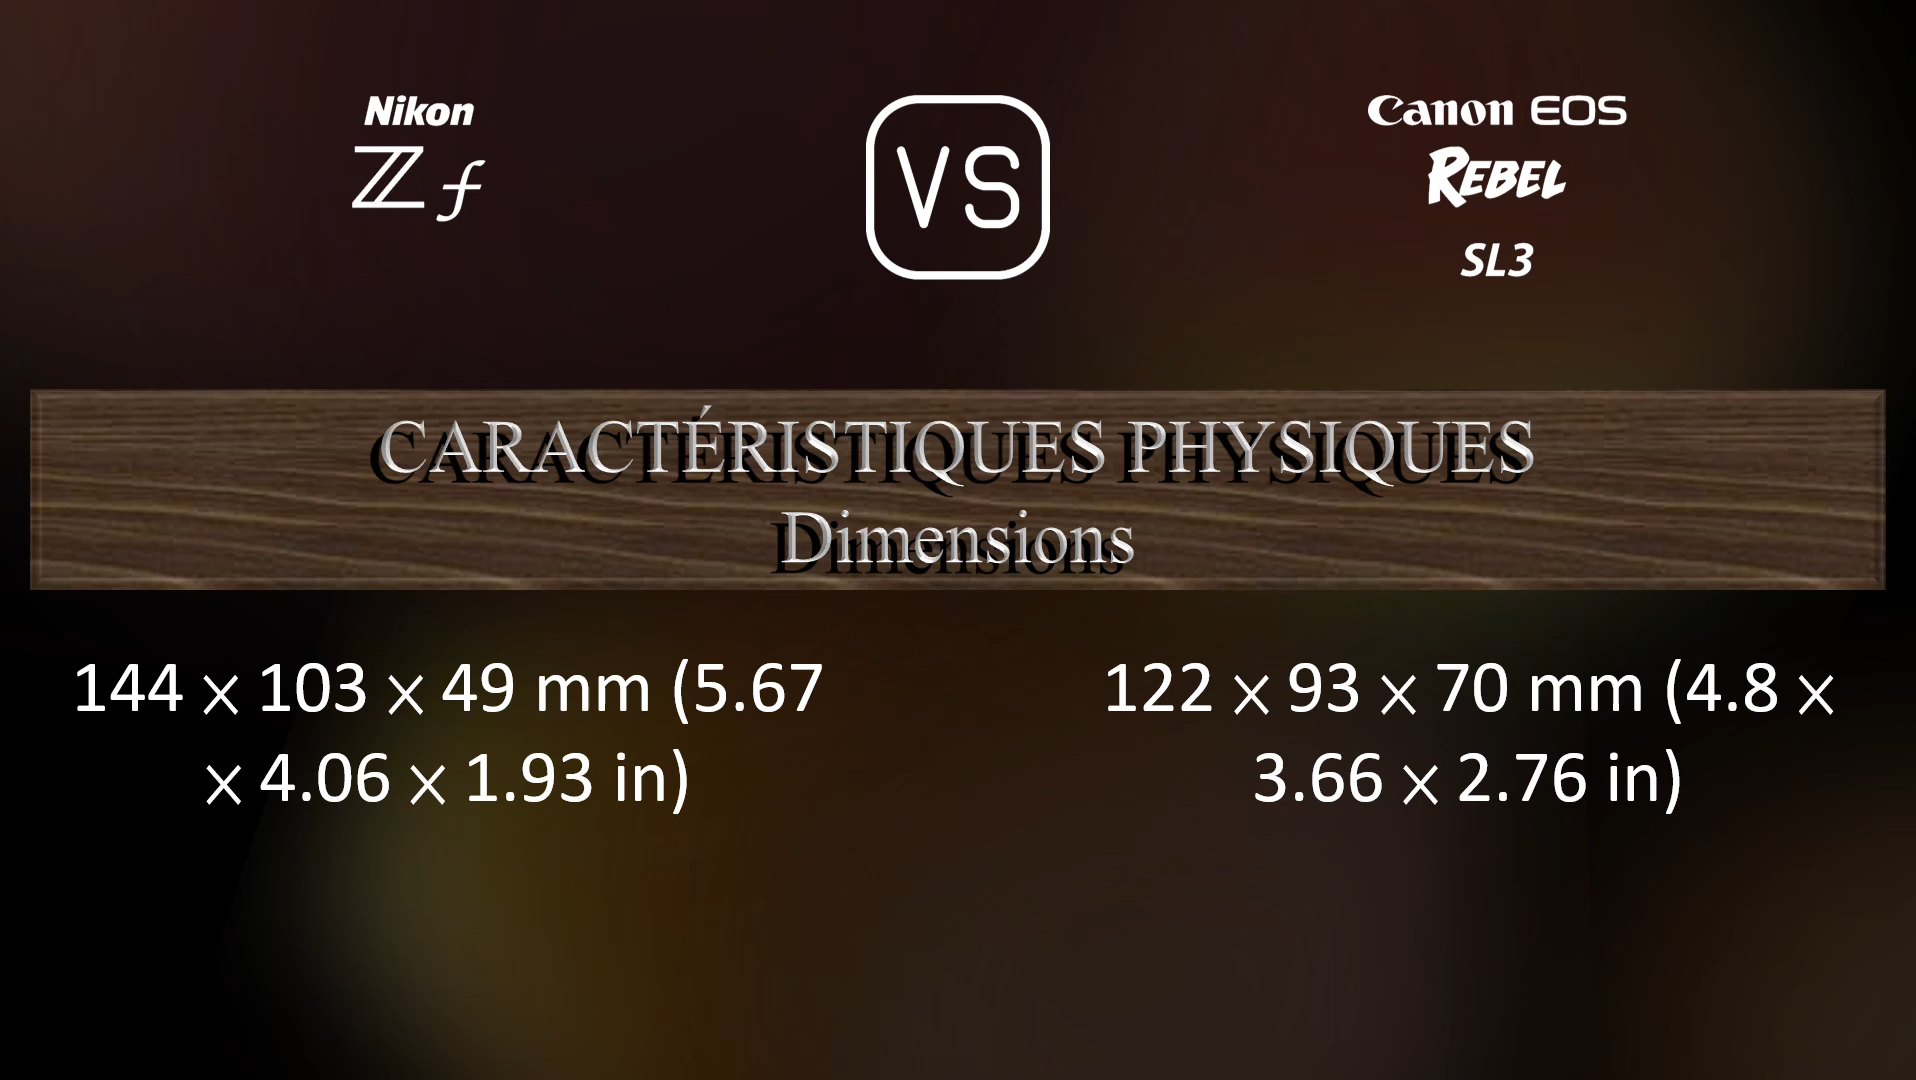 Nikon
Z f
VS
Canon EOS
REBEL
SL3
CARACTÉRISTIQUES PHYSIQUES
Dimensions
144 x 103 x 49 mm (5.67
x 4.06 x 1.93 in)
122 x 93 x 70 mm (4.8 x
3.66 x 2.76 in)